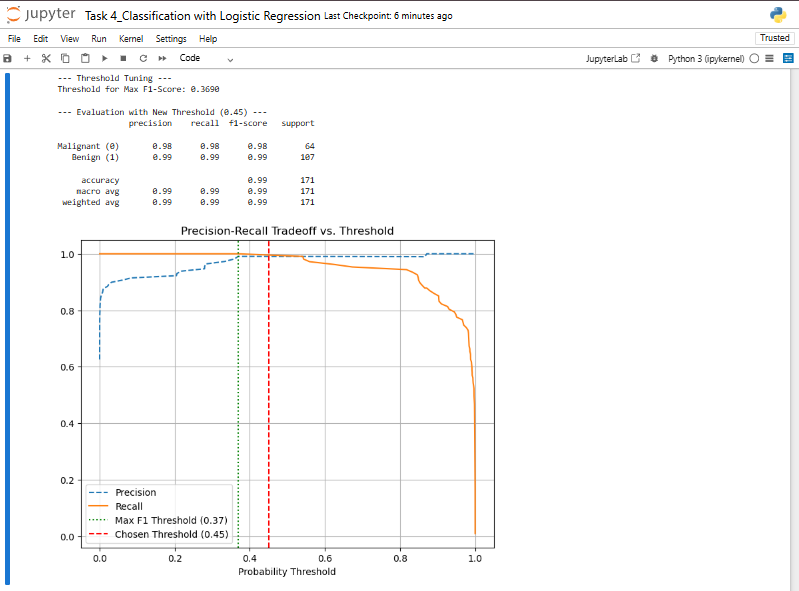 jupyter Task 4_Classification with Logistic Regression Last Checkpoint: 6 minutes ago
File Edit View Run Kernel Settings Help Trusted
Code JupyterLab Python 3 (ipykernel)
--- Threshold Tuning ---
Threshold for Max F1-Score: 0.3690
--- Evaluation with New Threshold (0.45) ---
precision recall f1-score support
Malignant (0) 0.98 0.98 0.98 64
Benign (1) 0.99 0.99 0.99 107
accuracy 0.99 171
macro avg 0.99 0.99 0.99 171
weighted avg 0.99 0.99 0.99 171
Precision-Recall Tradeoff vs. Threshold
1.0
0.8
0.6
0.4
0.2
0.0
Precision
Recall
Max F1 Threshold (0.37)
Chosen Threshold (0.45)
0.0 0.2 0.4 0.6 0.8 1.0
Probability Threshold